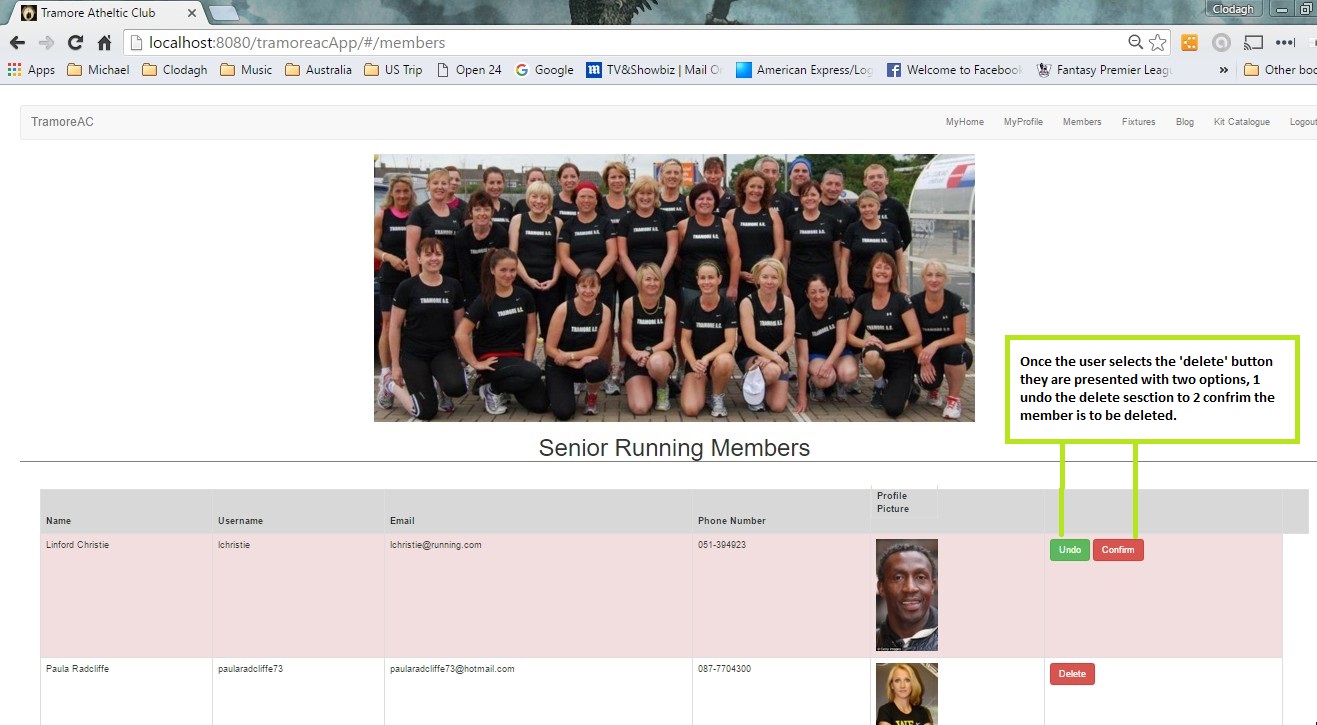 Tramore Atheltic Club
Clodagh
localhost:8080/tramoreacApp/#/members
Apps Michael Clodagh Music Australia US Trip Open 24 Google TV&Showbiz | Mail On American Express/Log Welcome to Facebook Fantasy Premier Leagu » Other boo
TramoreAC MyHome MyProfile Members Fixtures Blog Kit Catalogue Logout
TRAMORE A.C.
Once the user selects the 'delete' button
they are presented with two options, 1
undo the delete sesction to 2 confrim the
member is to be deleted.
Senior Running Members
Name Username Email Phone Number Profile
Picture
Linford Christie lchristie lchristie@running.com 051-394923 Undo Confirm
Paula Radcliffe paularadcliffe73 paularadcliffe73@hotmail.com 087-7704300 Delete